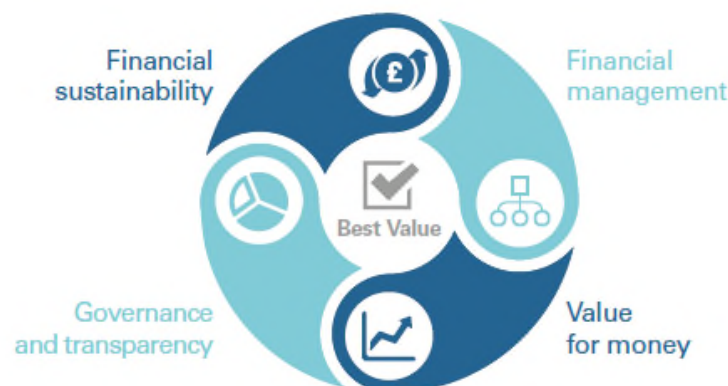 Financial
sustainability
£
Financial
management
Best Value
Governance
and transparency
Value
for money